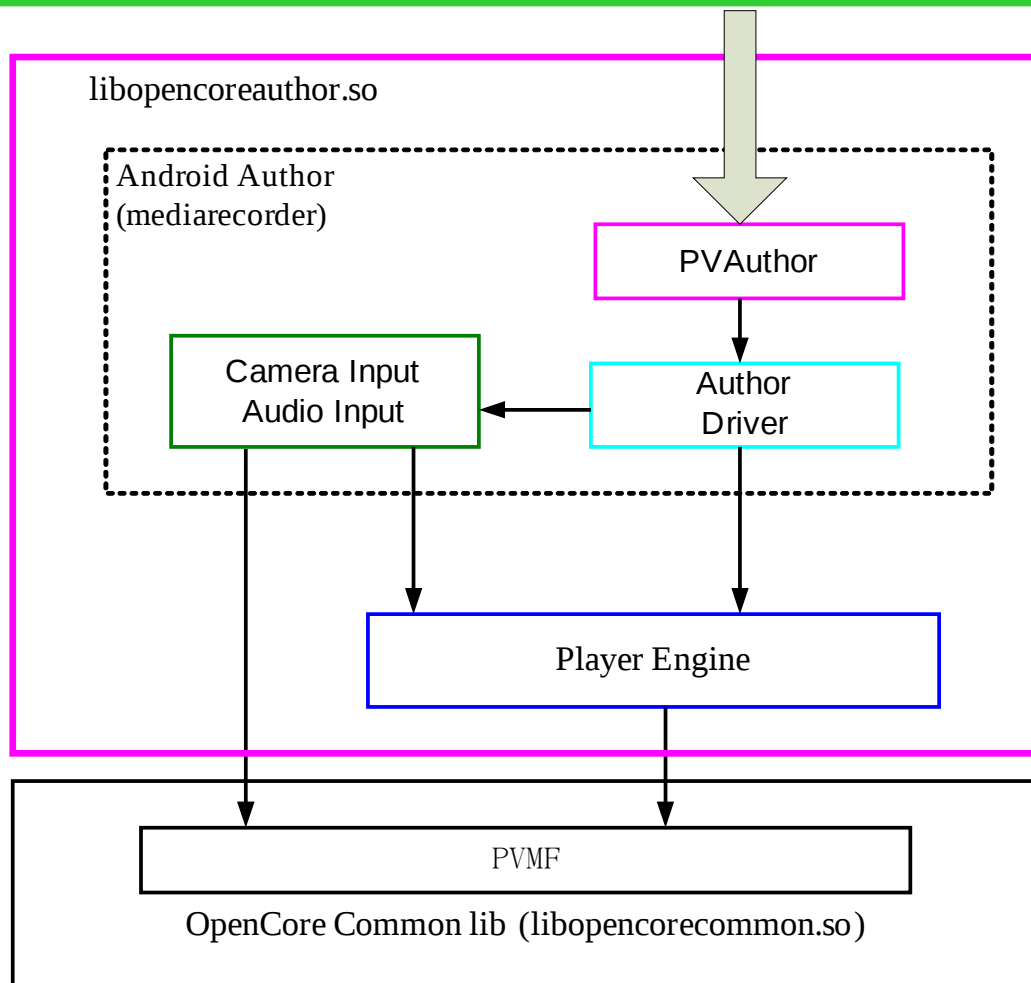 libopencoreauthor.so
Android Author
(mediarecorder)
PVAuthor
Camera Input
Audio Input
Author
Driver
Player Engine
PVMF
OpenCore Common lib (libopencorecommon.so)